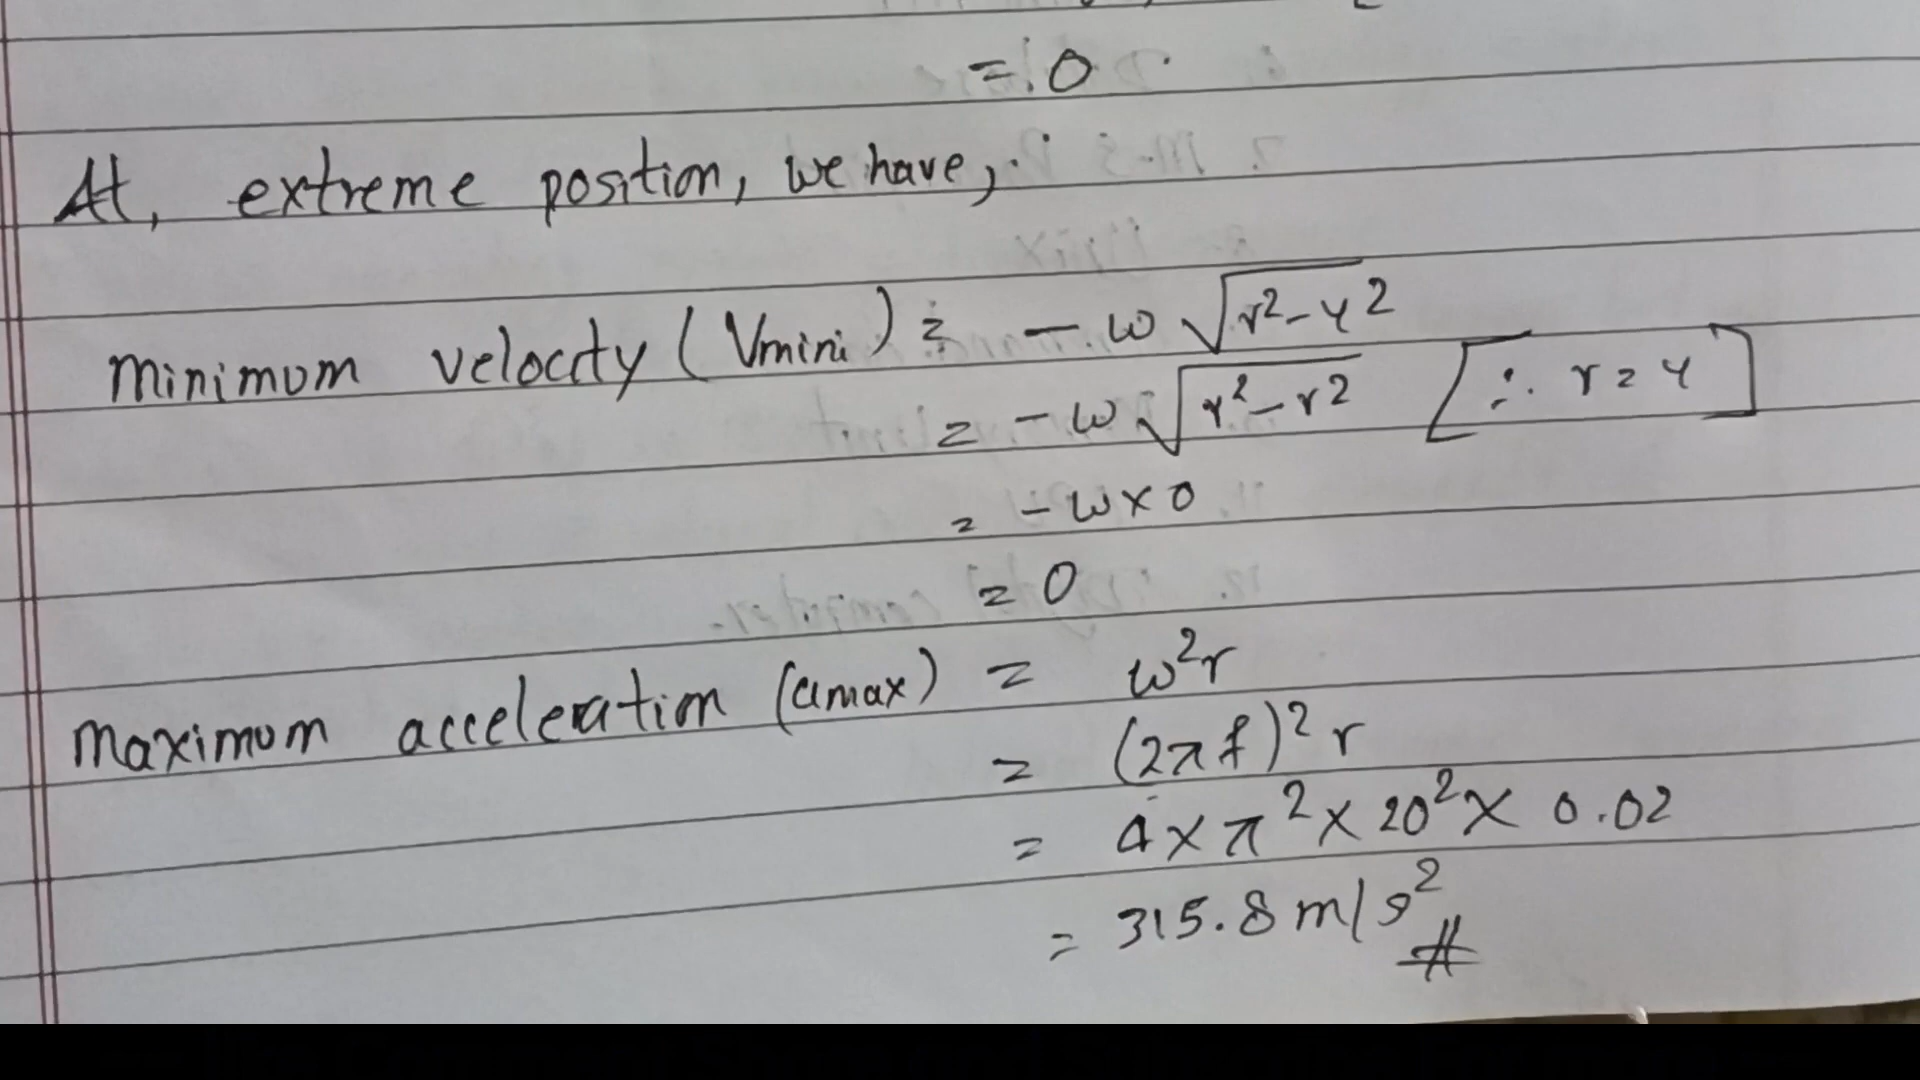 = 0
At, extreme position, we have,
Minimum velocity (Vmini) = - ω √r² - y²
= - ω √r² - r² [∴ r = y]
= - ω × 0
= 0
Maximum acceleration (amax) = ω²r
= (2πf)² r
= 4 × π² × 20² × 0.02
= 315.8 m/s² #